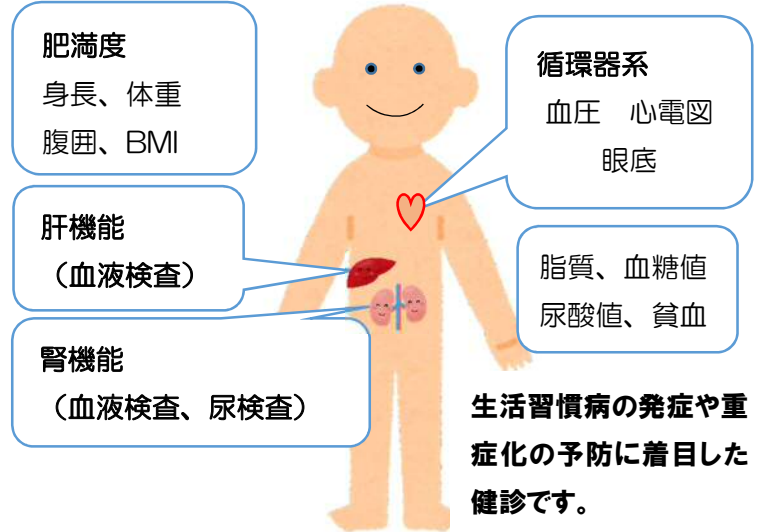 肥満度
身長、体重
腹囲、BMI
循環器系
血圧　心電図
眼底
肝機能
（血液検査）
脂質、血糖値
尿酸値、貧血
腎機能
（血液検査、尿検査）
生活習慣病の発症や重
症化の予防に着目した
健診です。